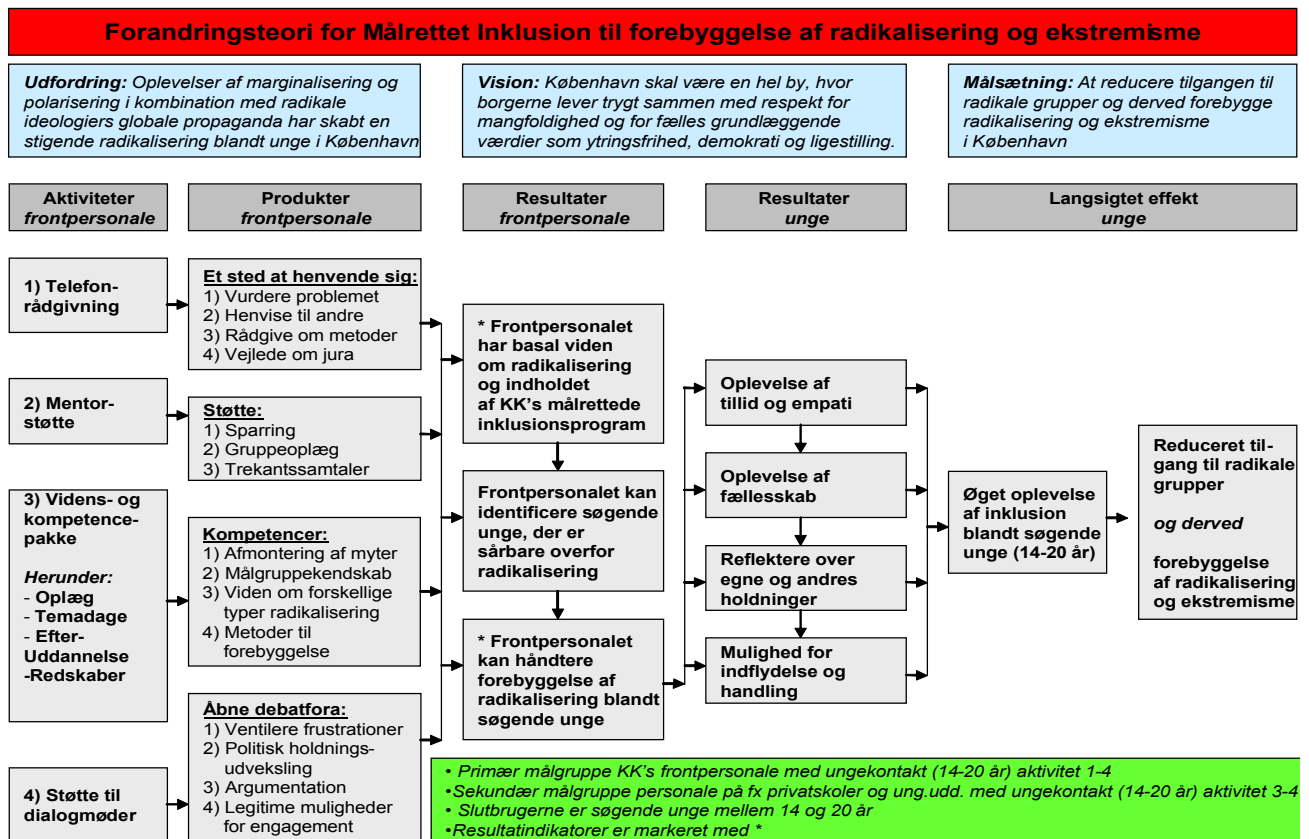 Forandringsteori for Målrettet Inklusion til forebyggelse af radikalisering og ekstremisme
Udfordring: Oplevelser af marginalisering og
polarisering i kombination med radikale
ideologiers globale propaganda har skabt en
stigende radikalisering blandt unge i København
Vision: København skal være en hel by, hvor
borgerne lever trygt sammen med respekt for
mangfoldighed og for fælles grundlæggende
værdier som ytringsfrihed, demokrati og ligestilling.
Målsætning: At reducere tilgangen til
radikale grupper og derved forebygge
radikalisering og ekstremisme
i København
Aktiviteter
frontpersonale
Produkter
frontpersonale
Resultater
frontpersonale
Resultater
unge
Langsigtet effekt
unge
1) Telefon-
rådgivning
2) Mentor-
støtte
3) Videns- og
kompetence-
pakke
Herunder:
- Oplæg
- Temadage
- Efter-
Uddannelse
-Redskaber
4) Støtte til
dialogmøder
Et sted at henvende sig:
1) Vurdere problemet
2) Henvise til andre
3) Rådgive om metoder
4) Vejlede om jura
Støtte:
1) Sparring
2) Gruppeoplæg
3) Trekantssamtaler
Kompetencer:
1) Afmontering af myter
2) Målgruppekendskab
3) Viden om forskellige
typer radikalisering
4) Metoder til
forebyggelse
Åbne debatfora:
1) Ventilere frustrationer
2) Politisk holdnings-
udveksling
3) Argumentation
4) Legitime muligheder
for engagement
* Frontpersonalet
har basal viden
om radikalisering
og indholdet
af KK's målrettede
inklusionsprogram
Frontpersonalet kan
identificere søgende
unge, der er
sårbare overfor
radikalisering
* Frontpersonalet
kan håndtere
forebyggelse af
radikalisering blandt
søgende unge
Oplevelse af
tillid og empati
Oplevelse af
fællesskab
Reflektere over
egne og andres
holdninger
Mulighed for
indflydelse og
handling
Øget oplevelse
af inklusion
blandt søgende
unge (14-20 år)
Reduceret til-
gang til radikale
grupper
og derved
forebyggelse
af radikalisering
og ekstremisme
• Primær målgruppe KK's frontpersonale med ungekontakt (14-20 år) aktivitet 1-4
•Sekundær målgruppe personale på fx privatskoler og ung.udd. med ungekontakt (14-20 år) aktivitet 3-4
• Slutbrugerne er søgende unge mellem 14 og 20 år
•Resultatindikatorer er markeret med *